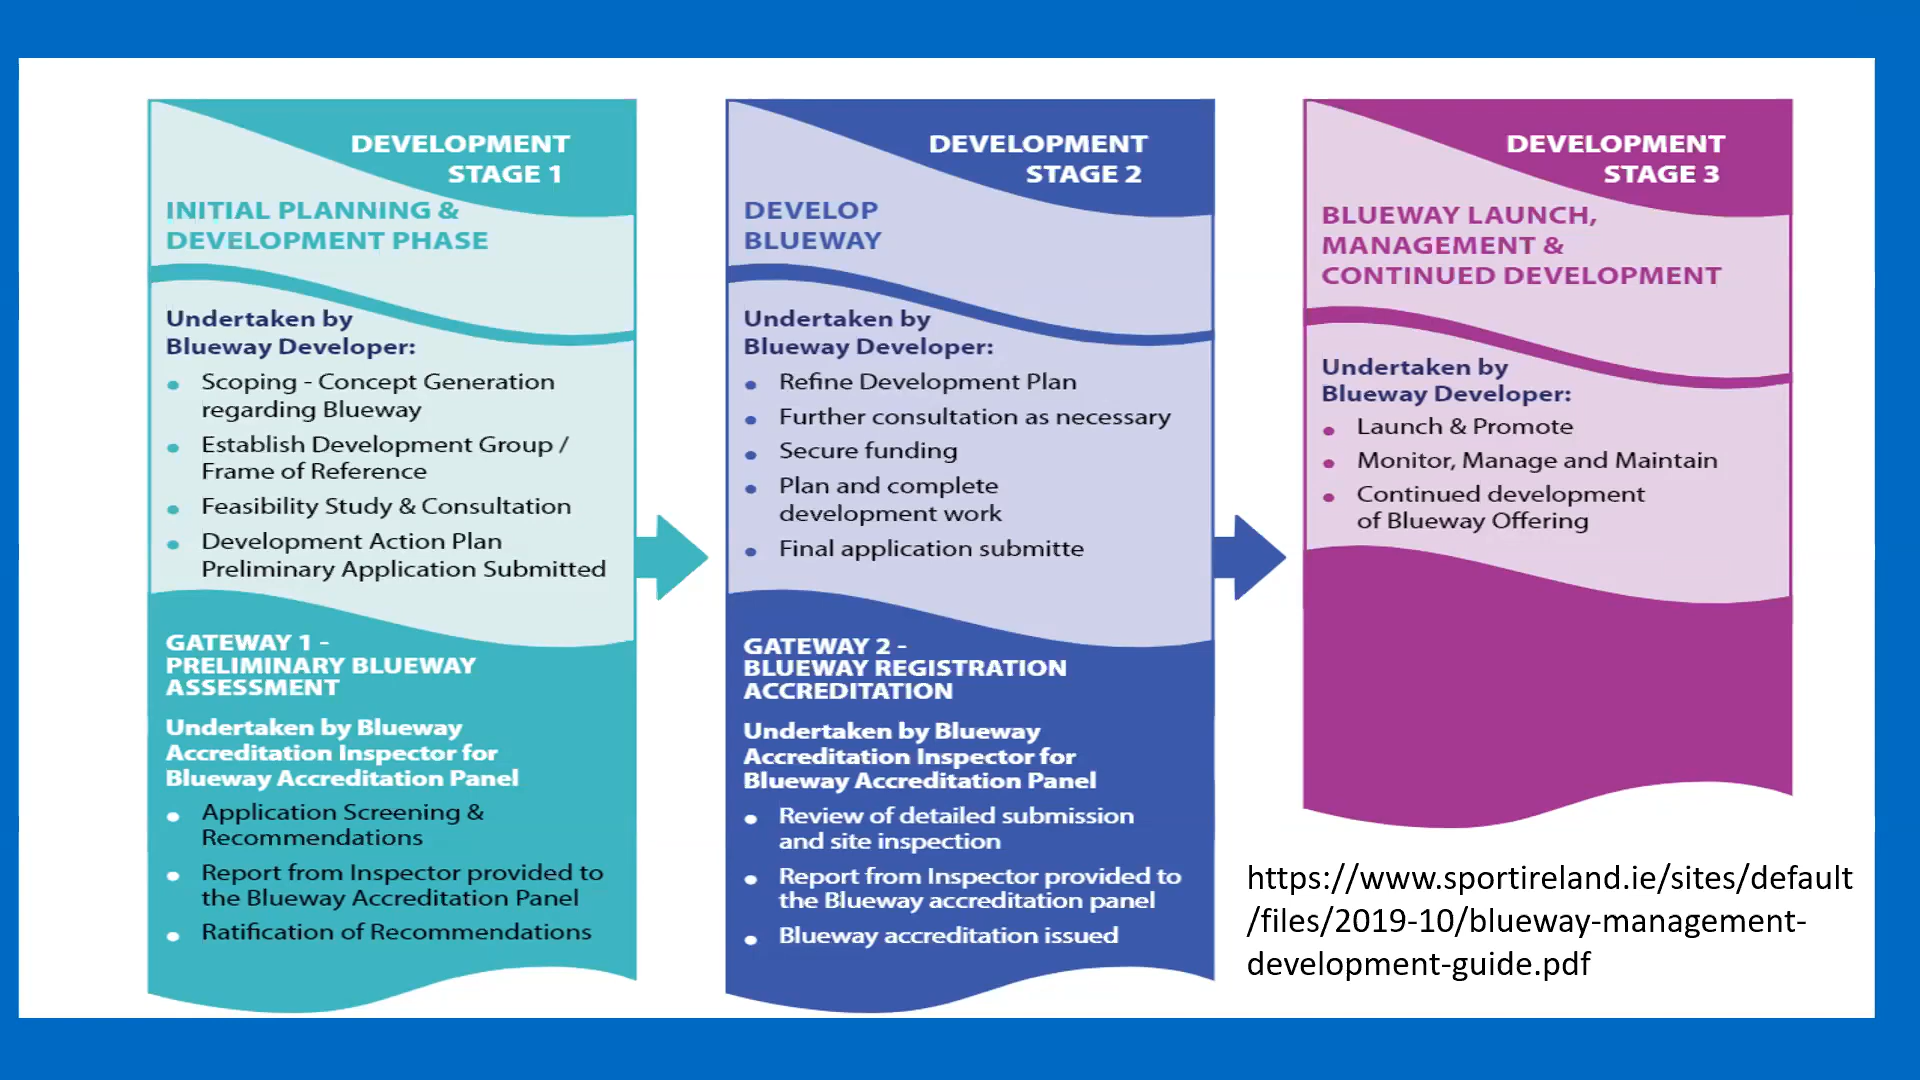 DEVELOPMENT
STAGE 1
INITIAL PLANNING &
DEVELOPMENT PHASE
Undertaken by
Blueway Developer:
Scoping - Concept Generation
regarding Blueway
Establish Development Group /
Frame of Reference
Feasibility Study & Consultation
Development Action Plan
Preliminary Application Submitted
GATEWAY 1 -
PRELIMINARY BLUEWAY
ASSESSMENT
Undertaken by Blueway
Accreditation Inspector for
Blueway Accreditation Panel
Application Screening &
Recommendations
Report from Inspector provided to
the Blueway Accreditation Panel
Ratification of Recommendations
DEVELOPMENT
STAGE 2
DEVELOP
BLUEWAY
Undertaken by
Blueway Developer:
Refine Development Plan
Further consultation as necessary
Secure funding
Plan and complete
development work
Final application submitte
GATEWAY 2 -
BLUEWAY REGISTRATION
ACCREDITATION
Undertaken by Blueway
Accreditation Inspector for
Blueway Accreditation Panel
Review of detailed submission
and site inspection
Report from Inspector provided to
the Blueway accreditation panel
Blueway accreditation issued
DEVELOPMENT
STAGE 3
BLUEWAY LAUNCH,
MANAGEMENT &
CONTINUED DEVELOPMENT
Undertaken by
Blueway Developer:
Launch & Promote
Monitor, Manage and Maintain
Continued development
of Blueway Offering
https://www.sportireland.ie/sites/default
/files/2019-10/blueway-management-
development-guide.pdf